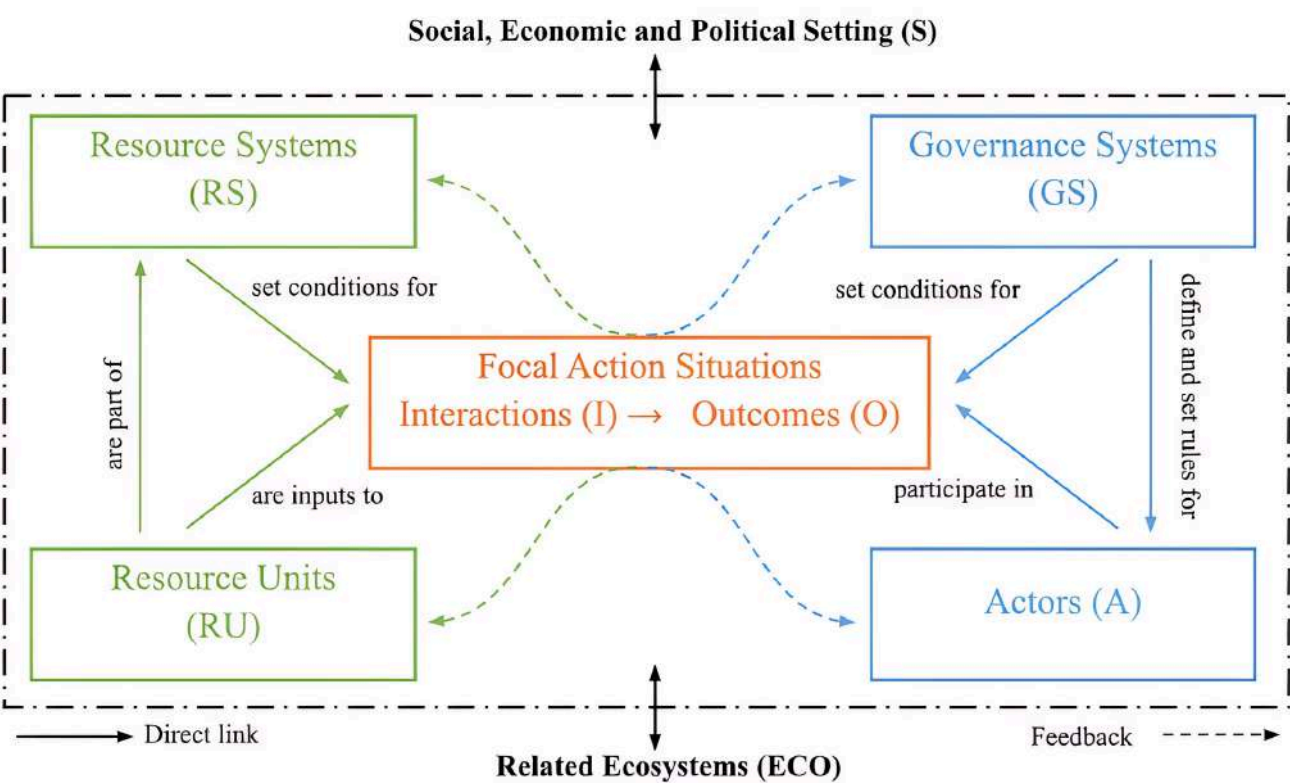 Social, Economic and Political Setting (S)
Resource Systems
(RS)
Governance Systems
(GS)
set conditions for
set conditions for
are part of
define and set rules for
Focal Action Situations
Interactions (I) → Outcomes (O)
are inputs to
participate in
Resource Units
(RU)
Actors (A)
Direct link
Feedback
Related Ecosystems (ECO)